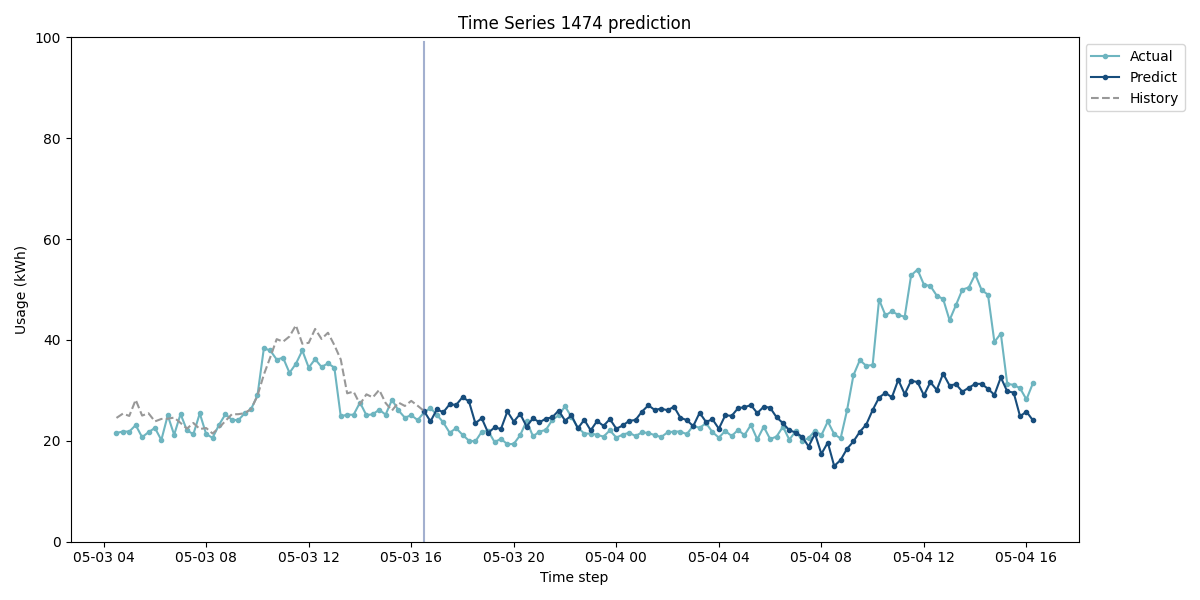 Time Series 1474 prediction
100
80
60
40
20
0
Usage (kWh)
05-03 04
05-03 08
05-03 12
05-03 16
05-03 20
05-04 00
05-04 04
05-04 08
05-04 12
05-04 16
Time step
Actual
Predict
History